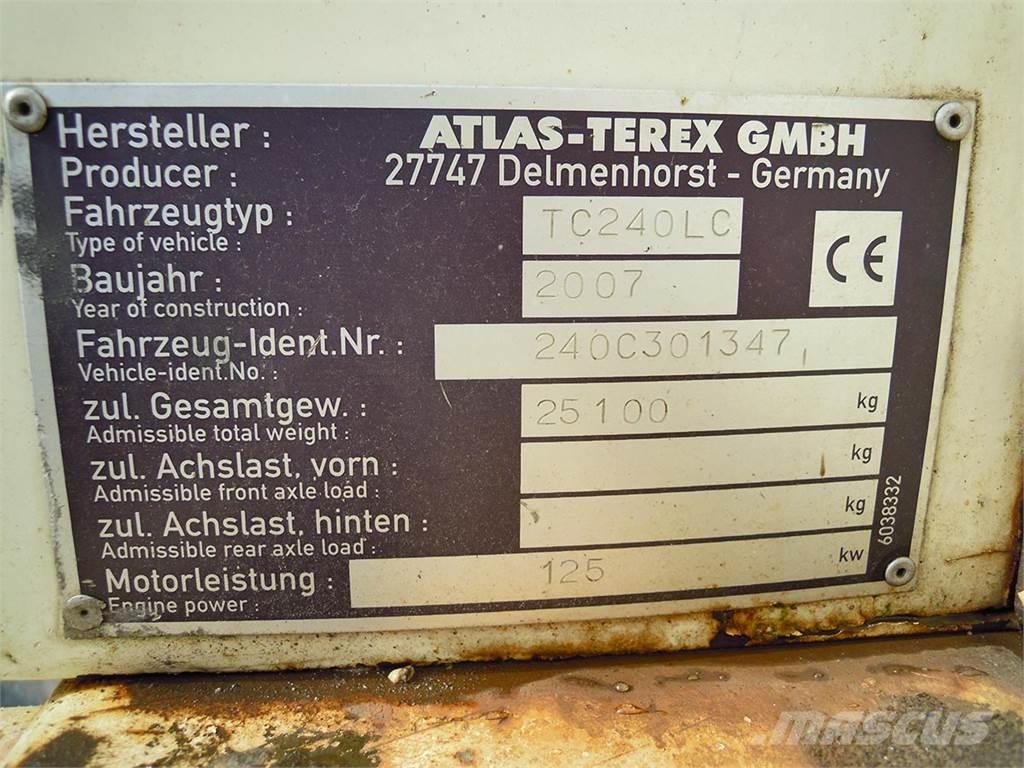 Hersteller : ATLAS-TEREX GMBH
Producer : 27747 Delmenhorst - Germany
Fahrzeugtyp : TC240LC
Type of vehicle :
CE
Baujahr : 2007
Year of construction :
Fahrzeug-Ident.Nr. : 240C301347
Vehicle-ident.No. :
zul. Gesamtgew. : 25100 kg
Admissible total weight :
zul. Achslast, vorn : kg
Admissible front axle load :
zul. Achslast, hinten : kg
Admissible rear axle load :
Motorleistung : 125 kw
Engine power :
6038332
MASCUS